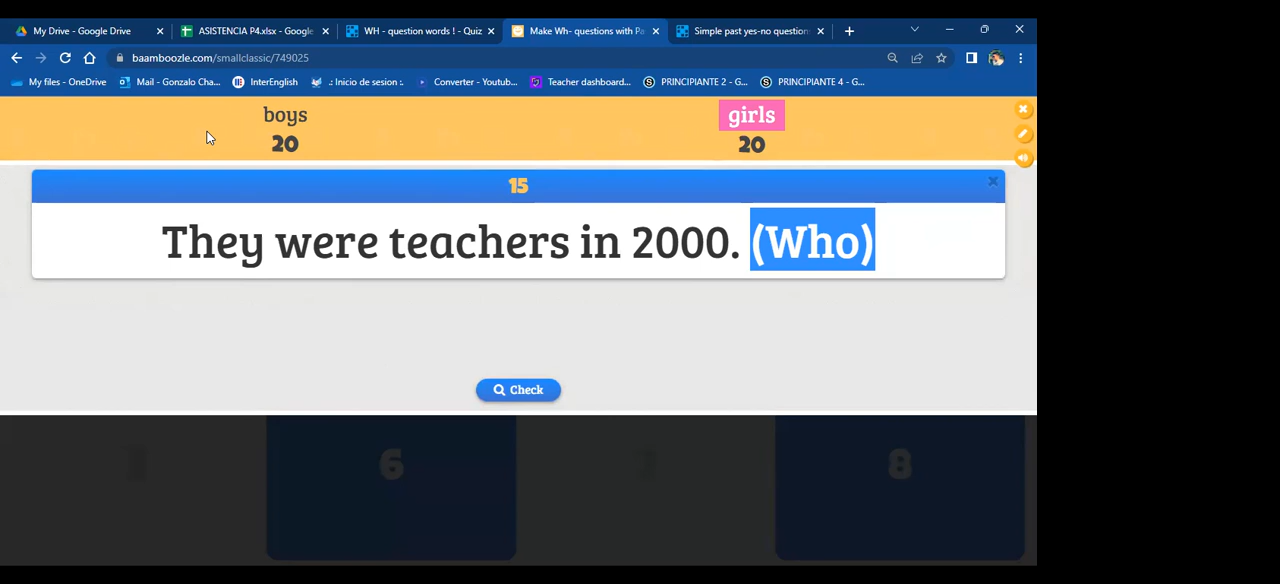 My Drive - Google Drive
ASISTENCIA P4.xlsx - Google
WH - question words ! - Quiz
Make Wh- questions with Pa
Simple past yes-no question
baamboozle.com/smallclassic/749025
My files - OneDrive
Mail - Gonzalo Cha...
InterEnglish
.: Inicio de sesion :.
Converter - Youtub...
Teacher dashboard...
PRINCIPIANTE 2 - G...
PRINCIPIANTE 4 - G...
boys
girls
20
20
15
They were teachers in 2000. (Who)
Check
6
8